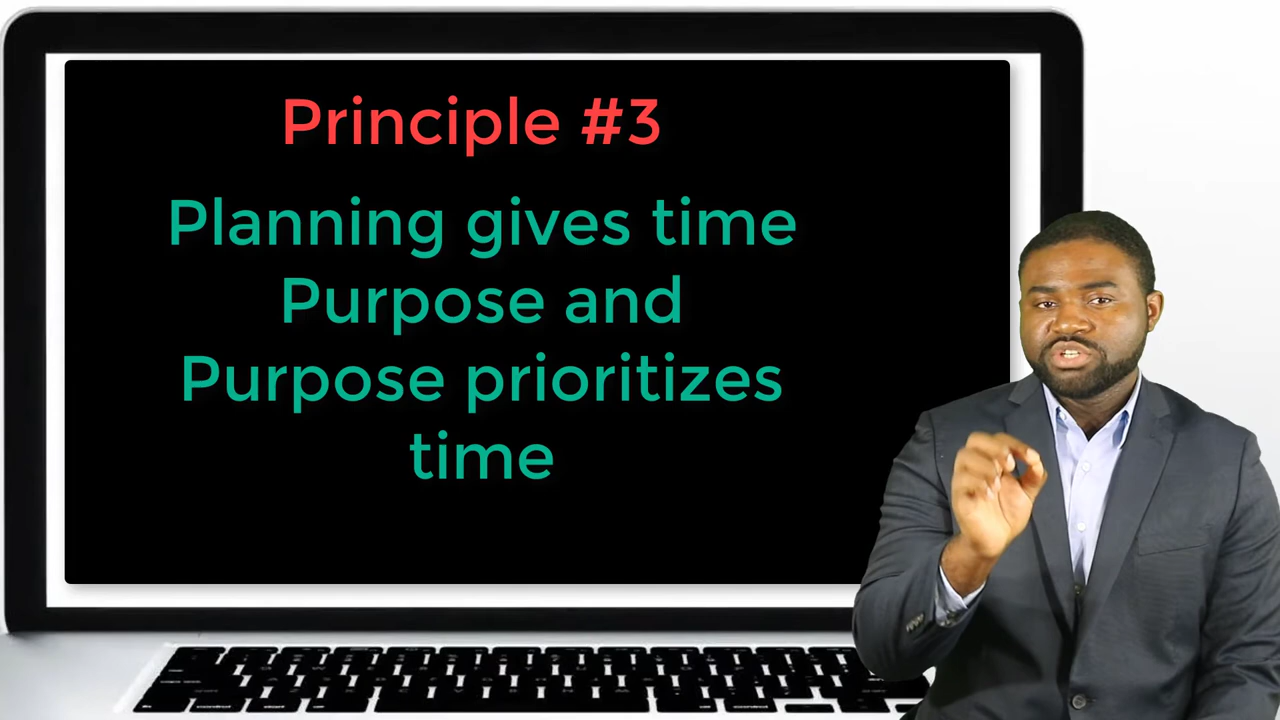 Principle #3
Planning gives time
Purpose and
Purpose prioritizes
time